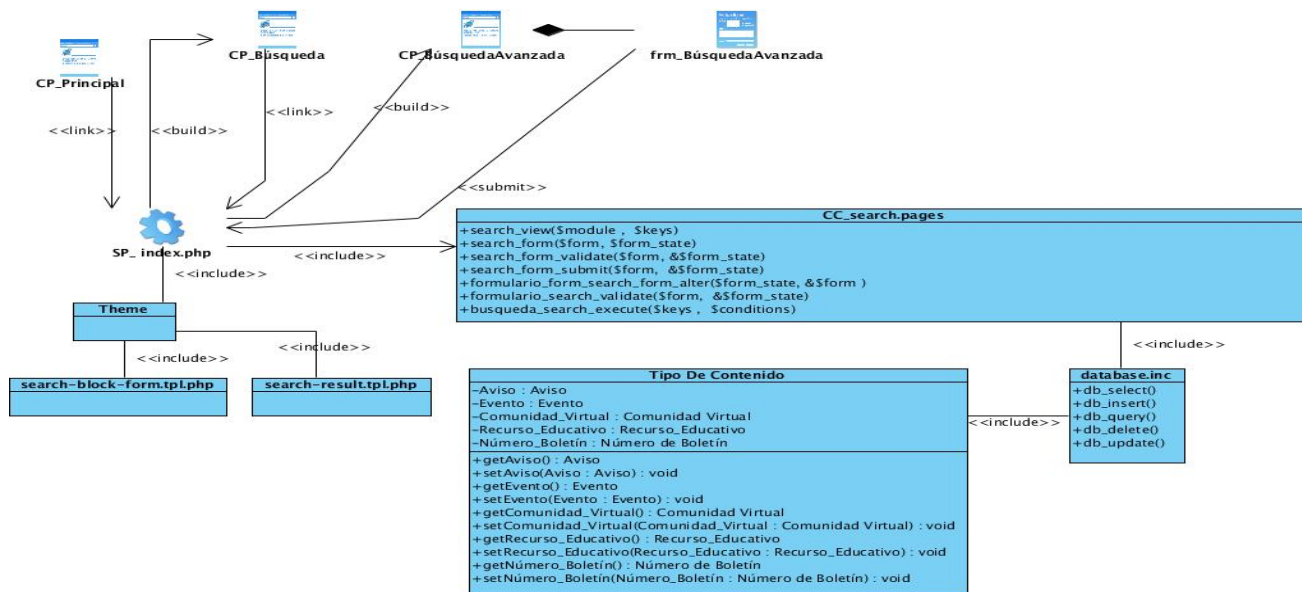 CP_Principal
CP_Búsqueda
CP_BúsquedaAvanzada
frm_BúsquedaAvanzada
<<link>>
<<build>>
<<link>>
<<build>>
<<submit>>
SP_ index.php
<<include>>
<<include>>
CC_search.pages
+search_view($module , $keys)
+search_form($form, $form_state)
+search_form_validate($form, &$form_state)
+search_form_submit($form, &$form_state)
+formulario_form_search_form_alter($form_state, &$form )
+formulario_search_validate($form, &$form_state)
+busqueda_search_execute($keys , $conditions)
Theme
<<include>>
<<include>>
search-block-form.tpl.php
search-result.tpl.php
<<include>>
Tipo De Contenido
-Aviso : Aviso
-Evento : Evento
-Comunidad_Virtual : Comunidad Virtual
-Recurso_Educativo : Recurso_Educativo
-Número_Boletín : Número de Boletín
+getAviso() : Aviso
+setAviso(Aviso : Aviso) : void
+getEvento() : Evento
+setEvento(Evento : Evento) : void
+getComunidad_Virtual() : Comunidad Virtual
+setComunidad_Virtual(Comunidad_Virtual : Comunidad Virtual) : void
+getRecurso_Educativo() : Recurso_Educativo
+setRecurso_Educativo(Recurso_Educativo : Recurso_Educativo) : void
+getNúmero_Boletín() : Número de Boletín
+setNúmero_Boletín(Número_Boletín : Número de Boletín) : void
<<include>>
database.inc
+db_select()
+db_insert()
+db_query()
+db_delete()
+db_update()